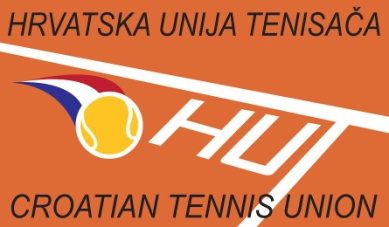 HRVATSKA UNIJA TENISAČA
HUT
CROATIAN TENNIS UNION